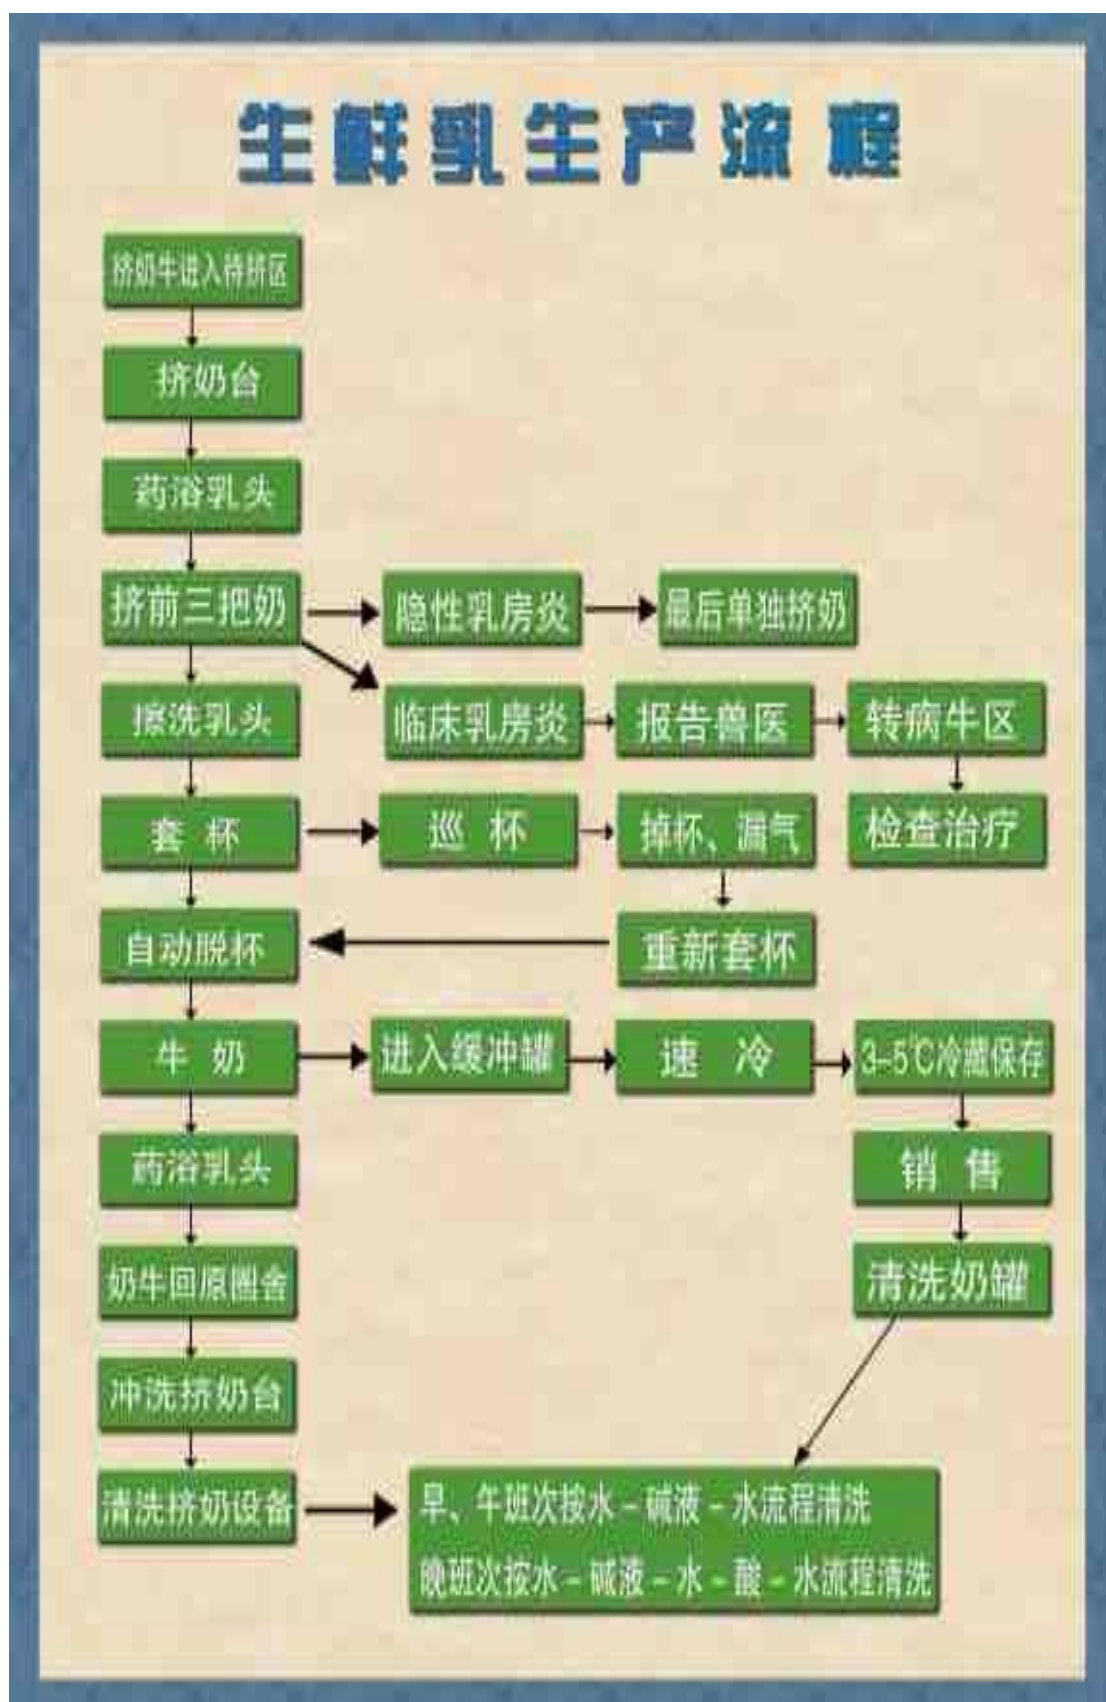 生鲜乳生产流程
挤奶牛进入待挤区
挤奶台
药浴乳头
挤前三把奶
隐性乳房炎
最后单独挤奶
擦洗乳头
临床乳房炎
报告兽医
转病牛区
套杯
巡杯
掉杯、漏气
检查治疗
自动脱杯
重新套杯
牛奶
进入缓冲罐
速冷
3-5℃冷藏保存
药浴乳头
销售
奶牛回原圈舍
清洗奶罐
冲洗挤奶台
清洗挤奶设备
早、午班次按水-碱液-水流程清洗
晚班次按水-碱液-水-酸-水流程清洗